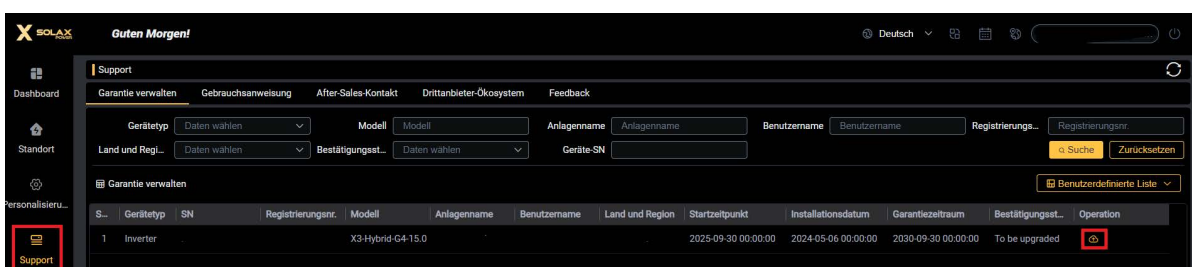 SOLAX POWER
Guten Morgen!
Deutsch
Dashboard
Standort
Personalisieru...
Support
Support
Garantie verwalten Gebrauchsanweisung After-Sales-Kontakt Drittanbieter-Ökosystem Feedback
Gerätetyp Daten wählen Modell Modell Anlagenname Anlagenname Benutzername Benutzername Registrierungs... Registrierungsnr.
Land und Regi... Daten wählen Bestätigungsst... Daten wählen Geräte-SN Suche Zurücksetzen
Garantie verwalten Benutzerdefinierte Liste
S... Gerätetyp SN Registrierungsnr. Modell Anlagenname Benutzername Land und Region Startzeitpunkt Installationsdatum Garantiezeitraum Bestätigungsst... Operation
1 Inverter X3-Hybrid-G4-15.0 2025-09-30 00:00:00 2024-05-06 00:00:00 2030-09-30 00:00:00 To be upgraded